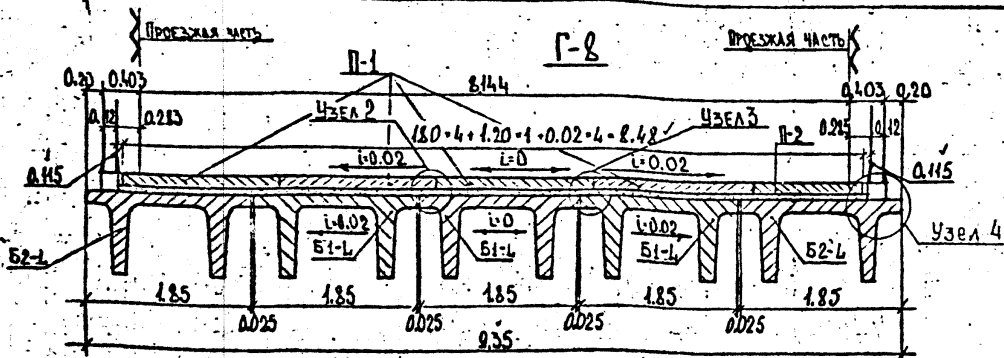 Проезжая часть
Проезжая часть
Г-8
П-1
0.20 0.403 8.144 0.403 0.20
Узел 2 Узел 3
0.12 0.283 1.80×4+1.20×1+0.02×4=8.48 0.285 П-2 0.12
0.115 i=0.02 i=0 i=0.02 0.115
i=0.02 i=0 i=0.02
Узел 4
Б2-L Б1-L Б1-L Б1-L Б2-L
1.85 1.85 1.85 1.85 1.85
0.025 0.025 0.025 0.025
9.35